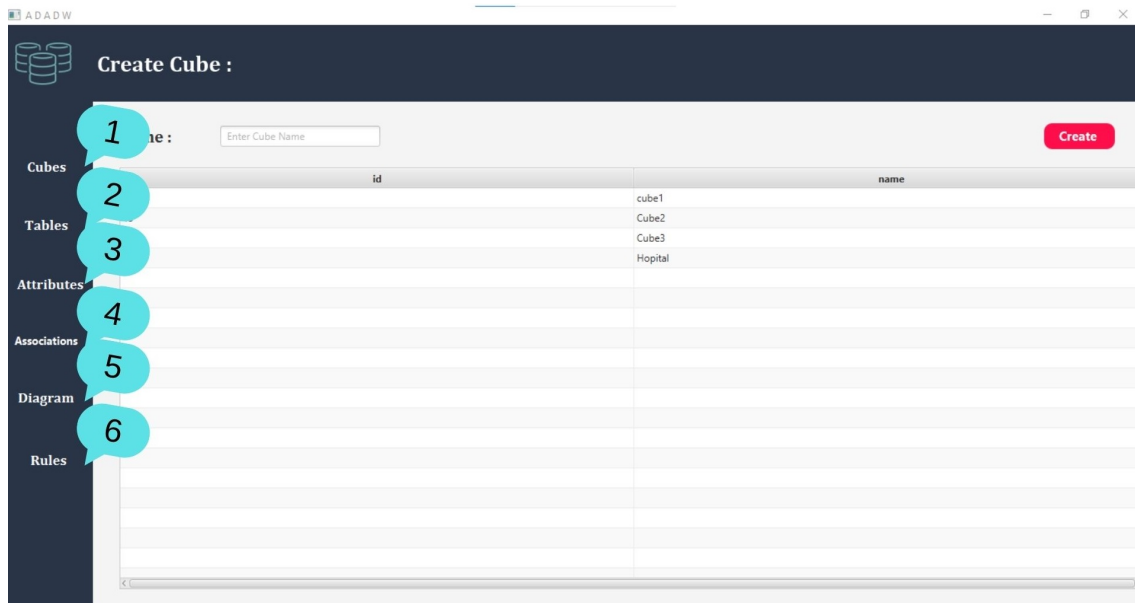 ADADW
Create Cube :
1
Enter Cube Name
Create
Cubes
id name
2
cube1
Cube2
Tables
3
Cube3
Hopital
Attributes
4
Associations
5
Diagram
6
Rules